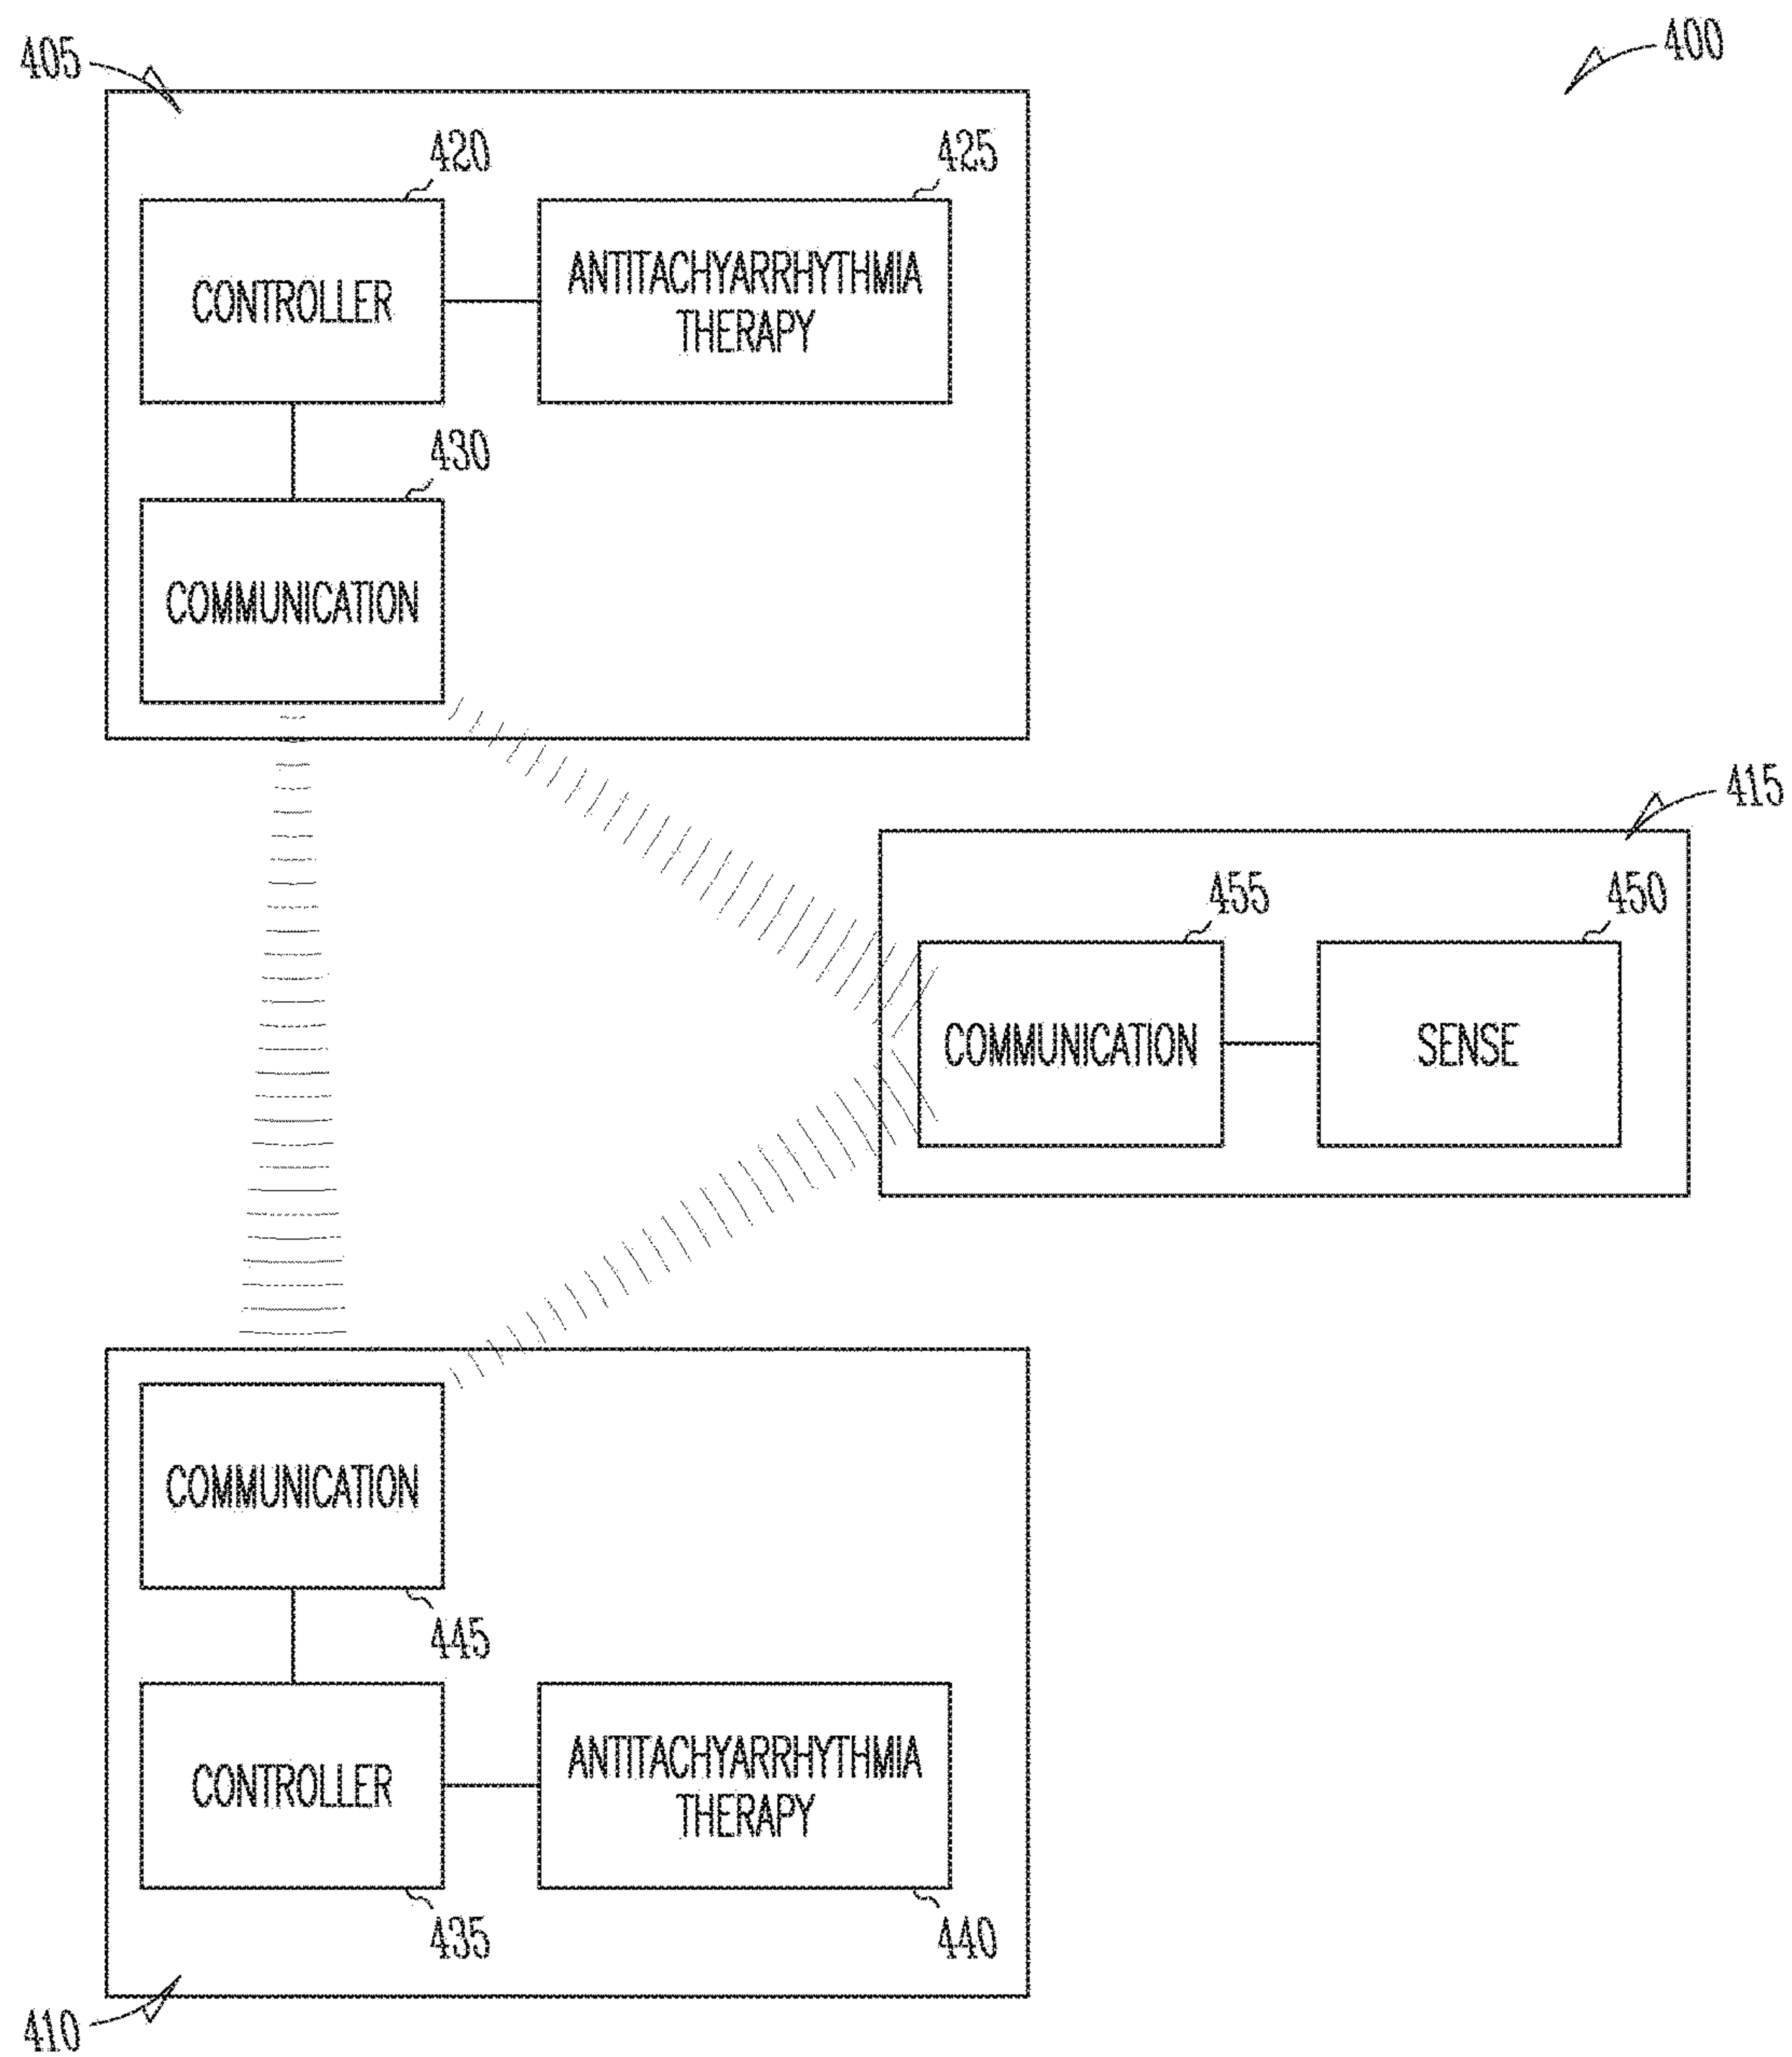 405
400
420
425
CONTROLLER
ANTITACHYARRHYTHMIA
THERAPY
430
COMMUNICATION
415
455
450
COMMUNICATION
SENSE
COMMUNICATION
445
CONTROLLER
ANTITACHYARRHYTHMIA
THERAPY
435
440
410